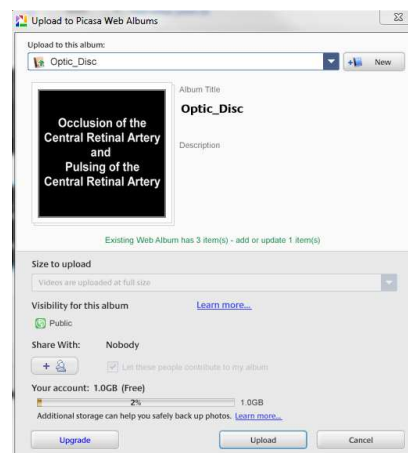 Upload to Picasa Web Albums
Upload to this album:
Optic_Disc
New
Album Title
Optic_Disc
Occlusion of the
Central Retinal Artery
and
Pulsing of the
Central Retinal Artery
Description
Existing Web Album has 3 item(s) - add or update 1 item(s)
Size to upload
Videos are uploaded at full size
Visibility for this album
Learn more...
Public
Share With: Nobody
Let these people contribute to my album
Your account: 1.0GB (Free)
2% 1.0GB
Additional storage can help you safely back up photos. Learn more...
Upgrade Upload Cancel